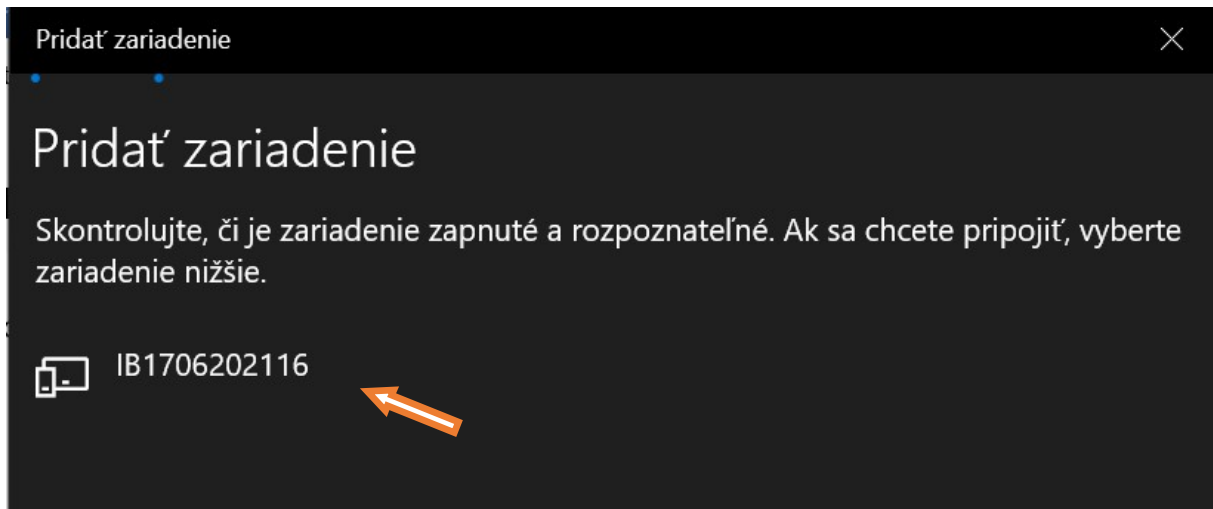 Pridať zariadenie
Pridať zariadenie
Skontrolujte, či je zariadenie zapnuté a rozpoznateľné. Ak sa chcete pripojiť, vyberte
zariadenie nižšie.
IB1706202116